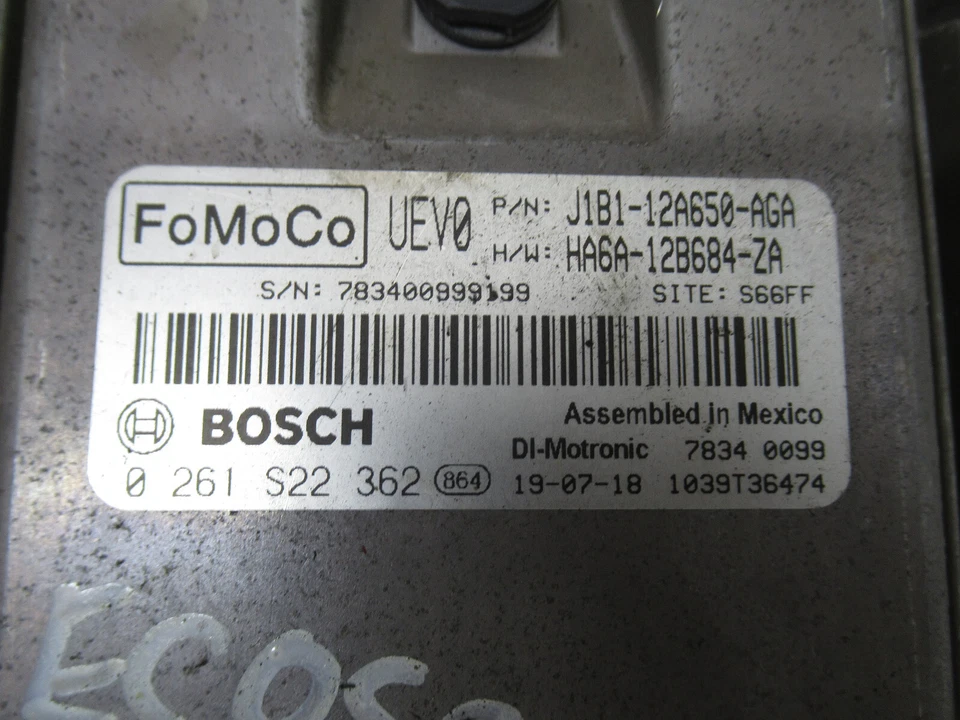 FoMoCo UEV0 P/N: J1B1-12A650-AGA
H/W: HA6A-12B684-ZA
S/N: 783400999199 SITE: S66FF
BOSCH Assembled in Mexico
DI-Motronic 7834 0099
0 261 S22 362 864 19-07-18 1039T36474